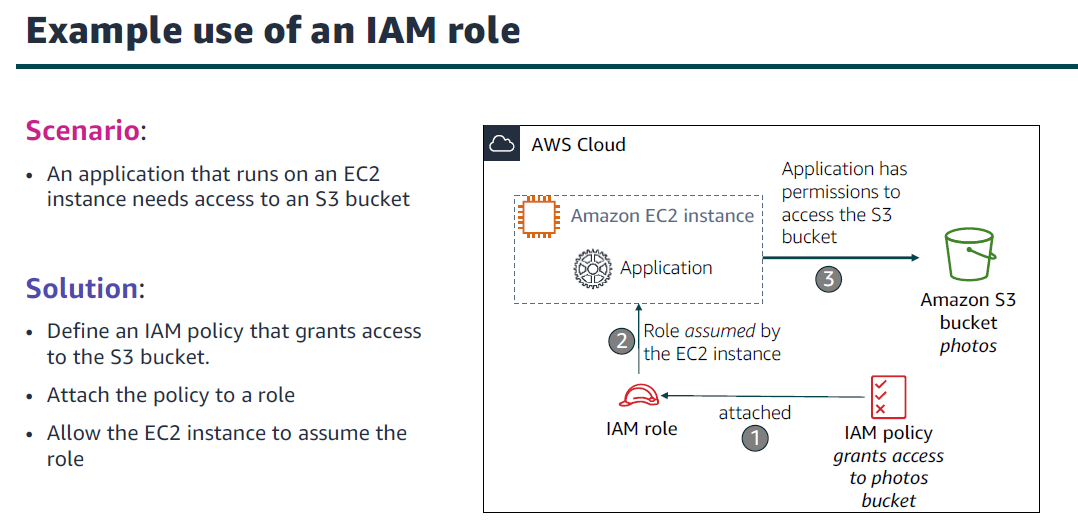 Example use of an IAM role
Scenario:
• An application that runs on an EC2
instance needs access to an S3 bucket
Solution:
• Define an IAM policy that grants access
to the S3 bucket.
• Attach the policy to a role
• Allow the EC2 instance to assume the
role
AWS Cloud
Amazon EC2 instance
Application
Application has
permissions to
access the S3
bucket
3
Amazon S3
bucket
photos
2
Role assumed by
the EC2 instance
IAM role
attached
1
IAM policy
grants access
to photos
bucket